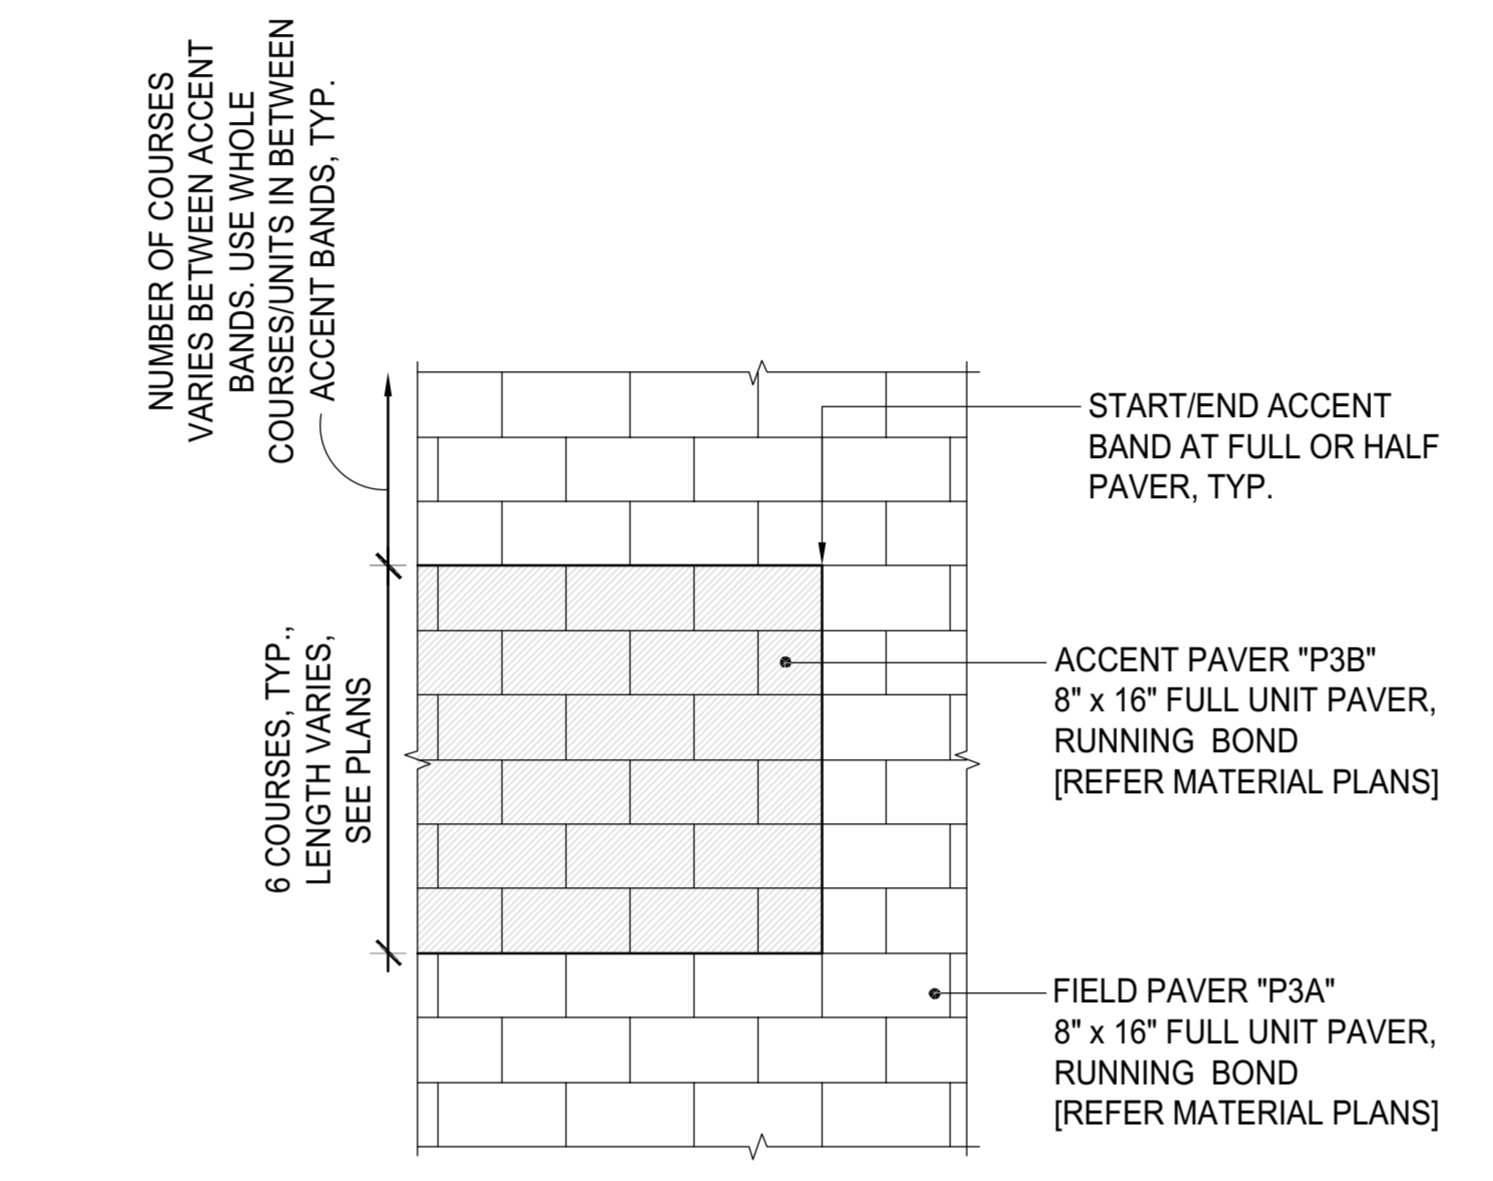 NUMBER OF COURSES
VARIES BETWEEN ACCENT
BANDS. USE WHOLE
COURSES/UNITS IN BETWEEN
ACCENT BANDS, TYP.
START/END ACCENT
BAND AT FULL OR HALF
PAVER, TYP.
6 COURSES, TYP.,
LENGTH VARIES,
SEE PLANS
ACCENT PAVER "P3B"
8" x 16" FULL UNIT PAVER,
RUNNING BOND
[REFER MATERIAL PLANS]
FIELD PAVER "P3A"
8" x 16" FULL UNIT PAVER,
RUNNING BOND
[REFER MATERIAL PLANS]